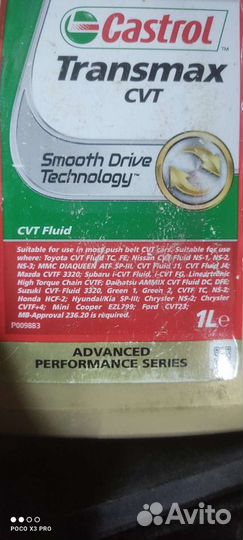 Castrol
Transmax
CVT
Smooth Drive
Technology™
CVT Fluid
Suitable for use in most push belt CVT cars. Suitable for use
where: Toyota CVT Fluid TC, FE; Nissan CVT Fluid NS-1, NS-2,
NS-3; MMC DIAQUEEN ATF SP-III, CVT Fluid J1, CVT Fluid J4;
Mazda CVTF 3320; Subaru i-CVT Fluid, i-CVT FG, Lineartronic
High Torque Chain CVTF; Daihatsu AMMIX CVT Fluid DC, DFE;
Suzuki CVT-Fluid 3320, Green 1, Green 2, CVTF TC, NS-2;
Honda HCF-2; Hyundai/Kia SP-III; Chrysler NS-2; Chrysler
CVTF+4; Mini Cooper EZL799; Ford CVT23;
MB-Approval 236.20 is required.
P0098B3
1L e
ADVANCED
PERFORMANCE SERIES
POCO X3 PRO
Avito